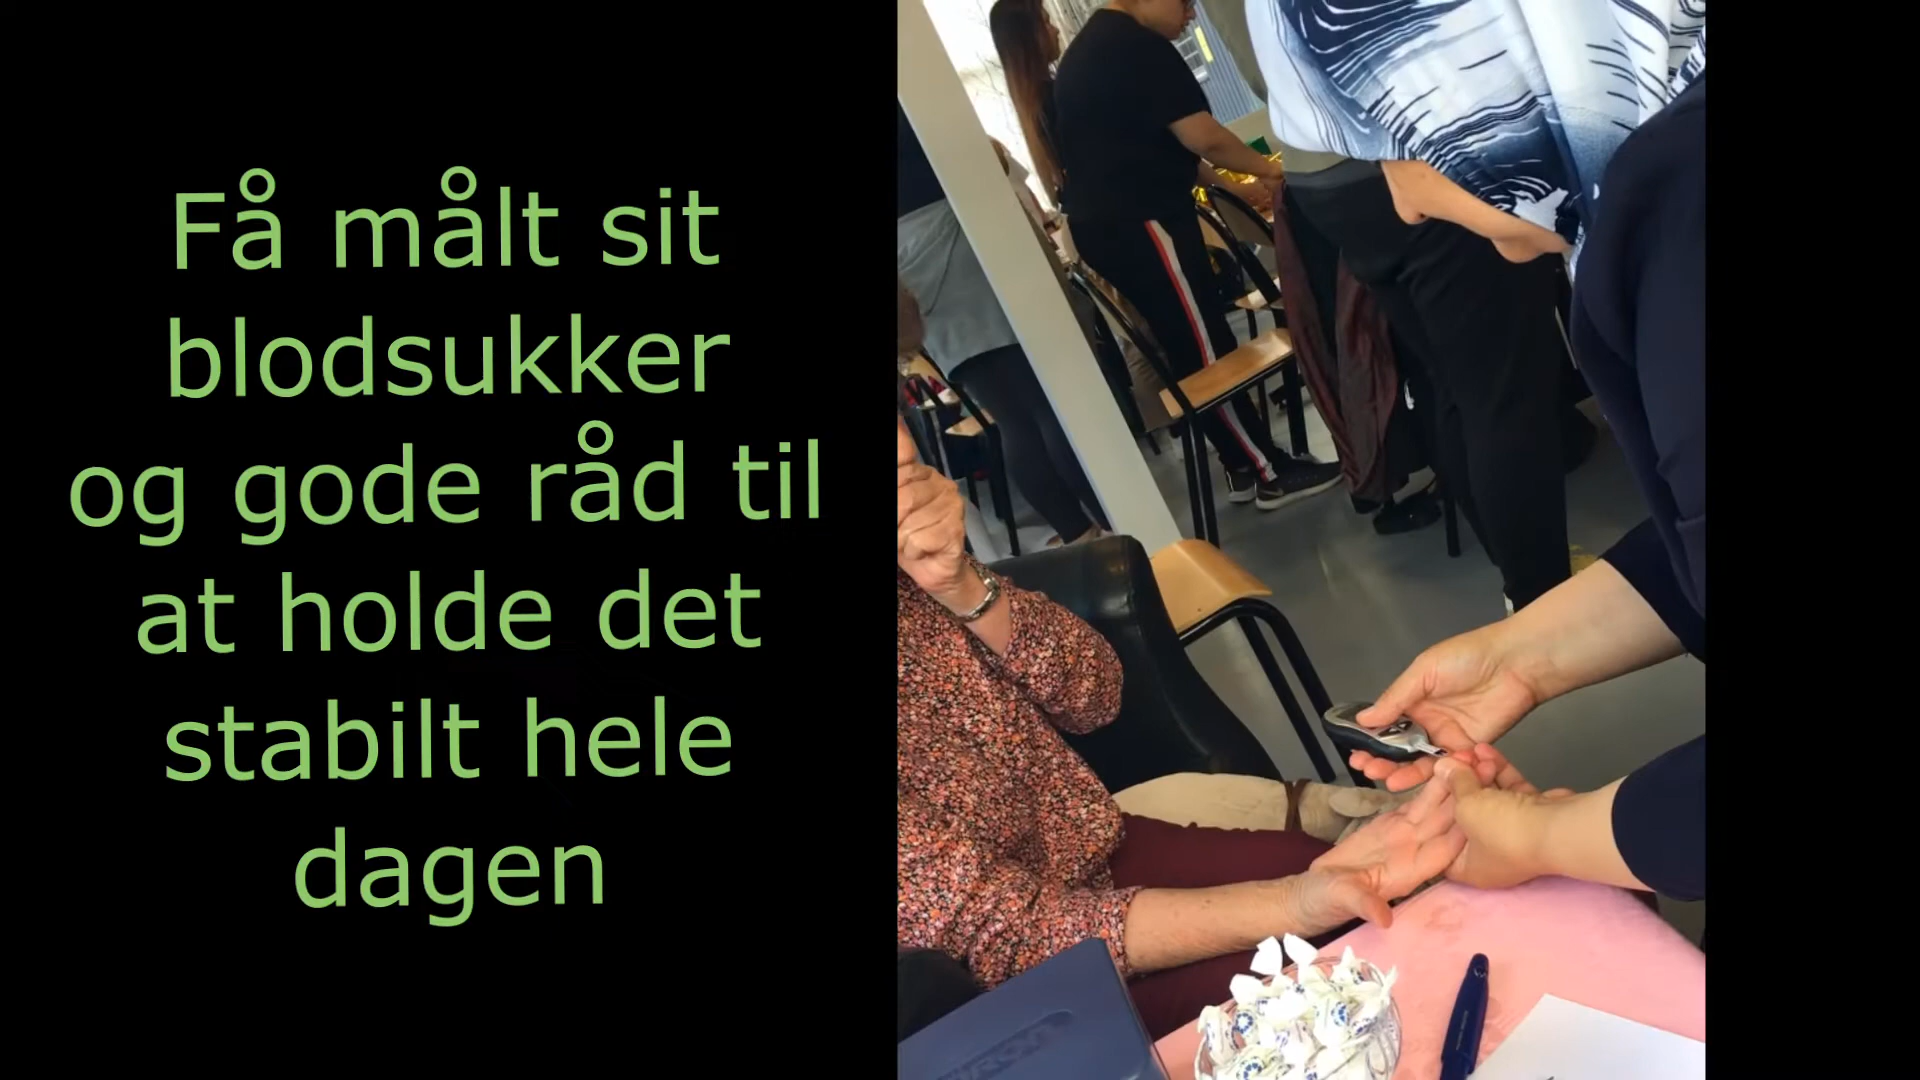 Få målt sit
blodsukker
og gode råd til
at holde det
stabilt hele
dagen